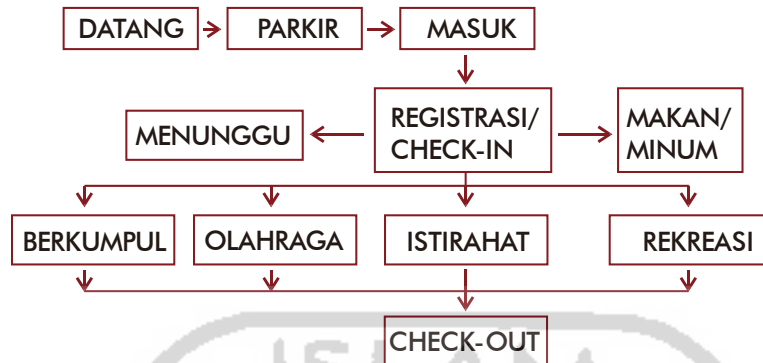 DATANG PARKIR MASUK
MENUNGGU
REGISTRASI/
CHECK-IN
MAKAN/
MINUM
BERKUMPUL OLAHRAGA ISTIRAHAT REKREASI
CHECK-OUT